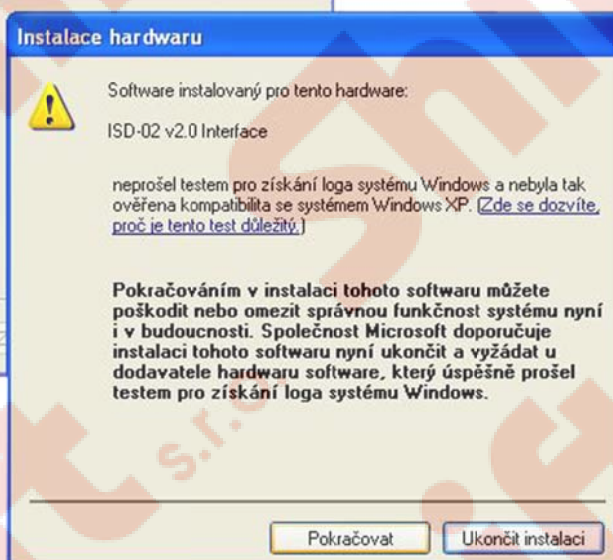 Instalace hardwaru
Software instalovaný pro tento hardware:
ISD-02 v2.0 Interface
neprošel testem pro získání loga systému Windows a nebyla tak
ověřena kompatibilita se systémem Windows XP. (Zde se dozvíte,
proč je tento test důležitý.)
Pokračováním v instalaci tohoto softwaru můžete
poškodit nebo omezit správnou funkčnost systému nyní
i v budoucnosti. Společnost Microsoft doporučuje
instalaci tohoto softwaru nyní ukončit a vyžádat u
dodavatele hardwaru software, který úspěšně prošel
testem pro získání loga systému Windows.
s.r.o.
Pokračovat
Ukončit instalaci